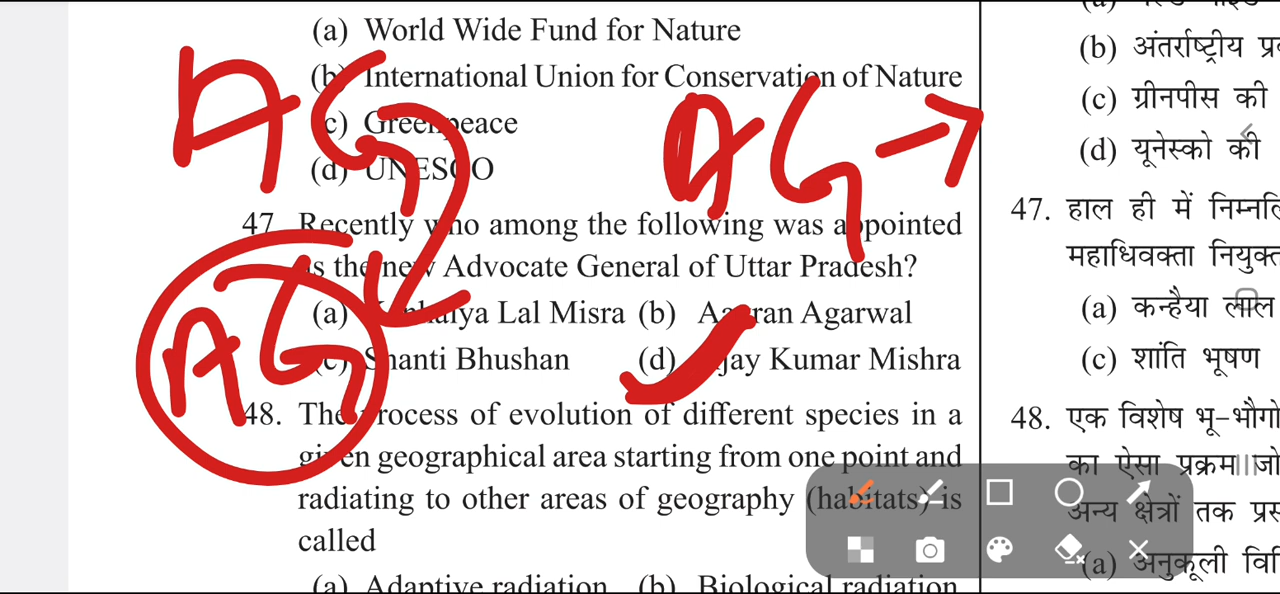 (a) World Wide Fund for Nature
(b) International Union for Conservation of Nature
(c) Greenpeace
(d) UNESCO
47. Recently who among the following was appointed
as the new Advocate General of Uttar Pradesh?
(a) Lal Misra (b) Agarwal
(c) Shanti Bhushan (d) Kumar Mishra
48. The process of evolution of different species in a
given geographical area starting from one point and
radiating to other areas of geography (habitats) is
called
(a) Adaptive radiation (b) Biological radiation
AG
AG
AG
(b) अंतर्राष्ट्रीय
(c) ग्रीनपीस की
(d) यूनेस्को की
47. हाल ही में
महाधिवक्ता
(a) कन्हैया लाल
(c) शांति भूषण
48. एक विशेष
का ऐसा प्रक्रम जो
अन्य क्षेत्रों तक
(a) अनुकूली